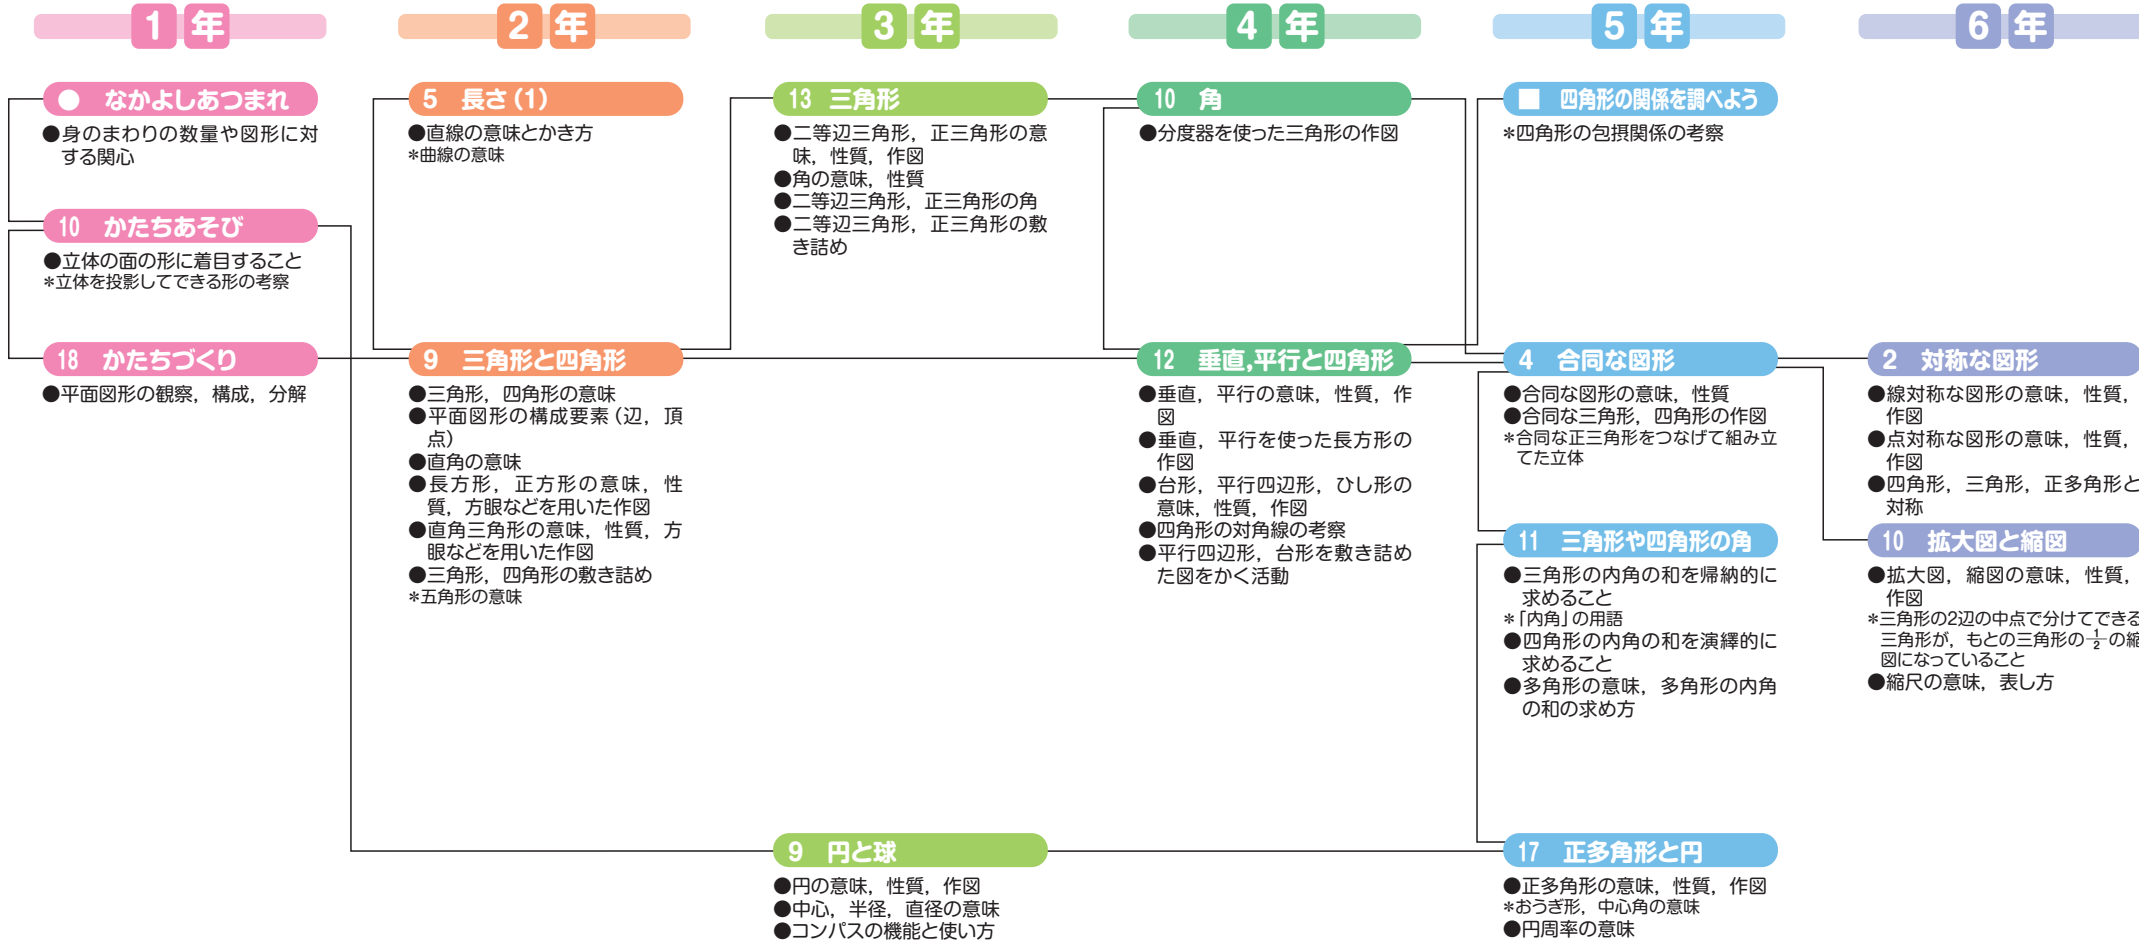 1年
2年
3年
4年
5年
6年
● なかよしあつまれ
●身のまわりの数量や図形に対
する関心
10 かたちあそび
●立体の面の形に着目すること
*立体を投影してできる形の考察
18 かたちづくり
●平面図形の観察，構成，分解
5 長さ(1)
●直線の意味とかき方
*曲線の意味
9 三角形と四角形
●三角形，四角形の意味
●平面図形の構成要素(辺，頂
点)
●直角の意味
●長方形，正方形の意味，性
質，方眼などを用いた作図
●直角三角形の意味，性質，方
眼などを用いた作図
●三角形，四角形の敷き詰め
*五角形の意味
13 三角形
●二等辺三角形，正三角形の意
味，性質，作図
●角の意味，性質
●二等辺三角形，正三角形の角
●二等辺三角形，正三角形の敷
き詰め
9 円と球
●円の意味，性質，作図
●中心，半径，直径の意味
●コンパスの機能と使い方
10 角
●分度器を使った三角形の作図
12 垂直,平行と四角形
●垂直，平行の意味，性質，作
図
●垂直，平行を使った長方形の
作図
●台形，平行四辺形，ひし形の
意味，性質，作図
●四角形の対角線の考察
●平行四辺形，台形を敷き詰め
た図をかく活動
■ 四角形の関係を調べよう
*四角形の包摂関係の考察
4 合同な図形
●合同な図形の意味，性質
●合同な三角形，四角形の作図
*合同な正三角形をつなげて組み立
てた立体
11 三角形や四角形の角
●三角形の内角の和を帰納的に
求めること
*「内角」の用語
●四角形の内角の和を演繹的に
求めること
●多角形の意味，多角形の内角
の和の求め方
17 正多角形と円
●正多角形の意味，性質，作図
*おうぎ形，中心角の意味
●円周率の意味
2 対称な図形
●線対称な図形の意味，性質，
作図
●点対称な図形の意味，性質，
作図
●四角形，三角形，正多角形と
対称
10 拡大図と縮図
●拡大図，縮図の意味，性質，
作図
*三角形の2辺の中点で分けてできる
三角形が，もとの三角形の1/2の縮
図になっていること
●縮尺の意味，表し方